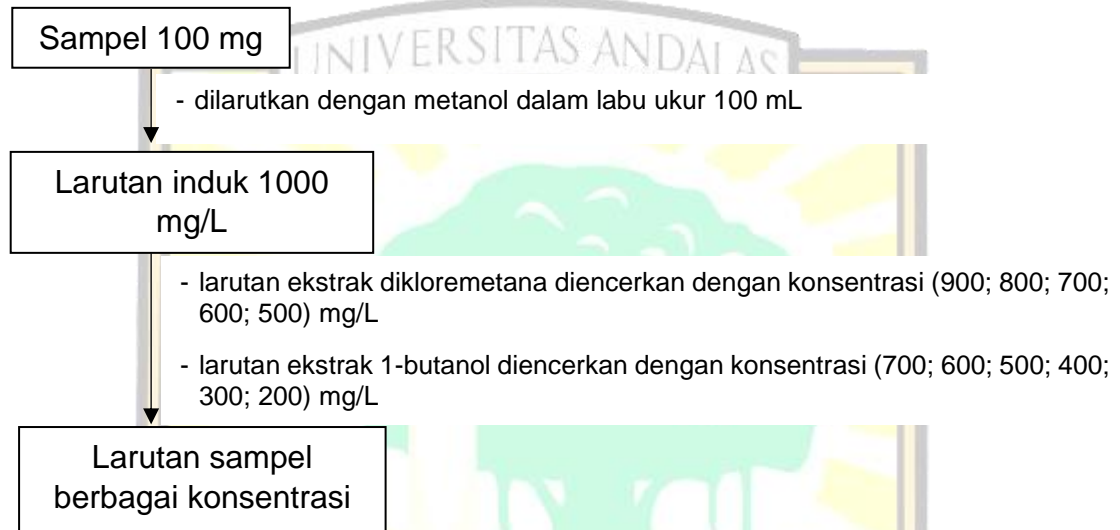 UNIVERSITAS ANDALAS
Sampel 100 mg
- dilarutkan dengan metanol dalam labu ukur 100 mL
Larutan induk 1000
mg/L
- larutan ekstrak dikloremetana diencerkan dengan konsentrasi (900; 800; 700;
600; 500) mg/L
- larutan ekstrak 1-butanol diencerkan dengan konsentrasi (700; 600; 500; 400;
300; 200) mg/L
Larutan sampel
berbagai konsentrasi